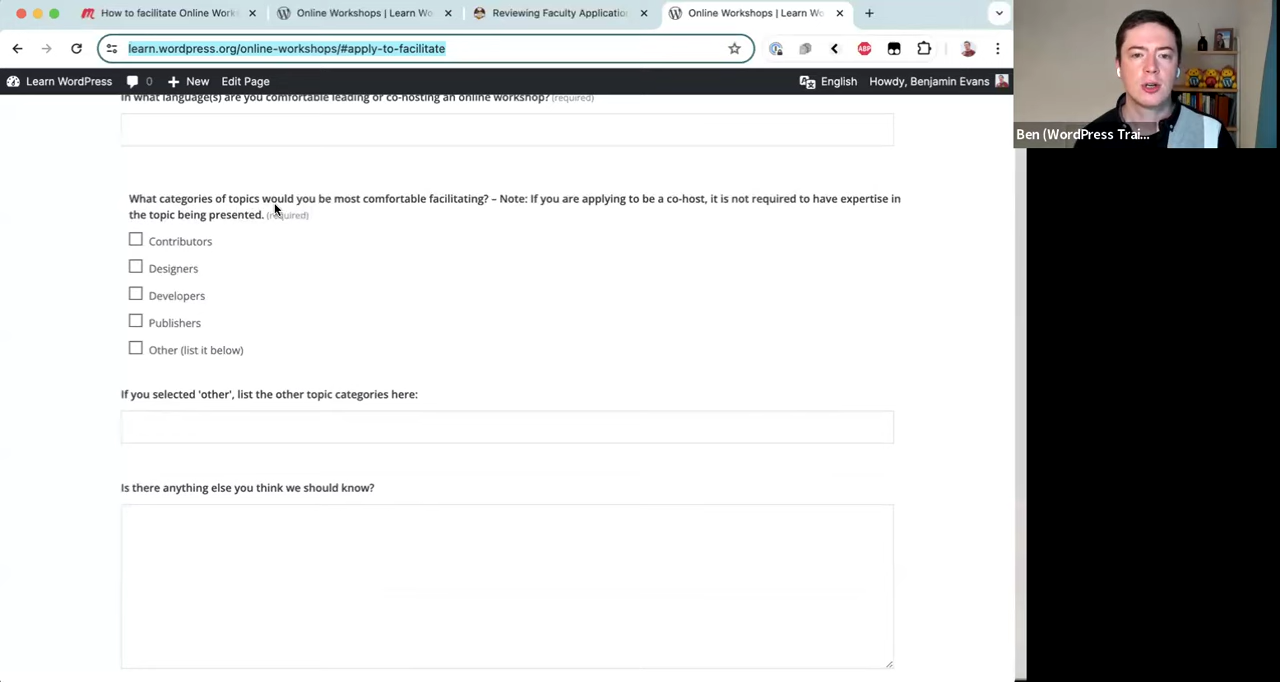 How to facilitate Online Work
Online Workshops | Learn Wo
Reviewing Faculty Application
Online Workshops | Learn Wo
learn.wordpress.org/online-workshops/#apply-to-facilitate
ABP
Learn WordPress 0 New Edit Page English Howdy, Benjamin Evans
In what language(s) are you comfortable leading or co-hosting an online workshop? (required)
What categories of topics would you be most comfortable facilitating? – Note: If you are applying to be a co-host, it is not required to have expertise in
the topic being presented. (required)
Contributors
Designers
Developers
Publishers
Other (list it below)
If you selected 'other', list the other topic categories here:
Is there anything else you think we should know?
Ben (WordPress Trai...